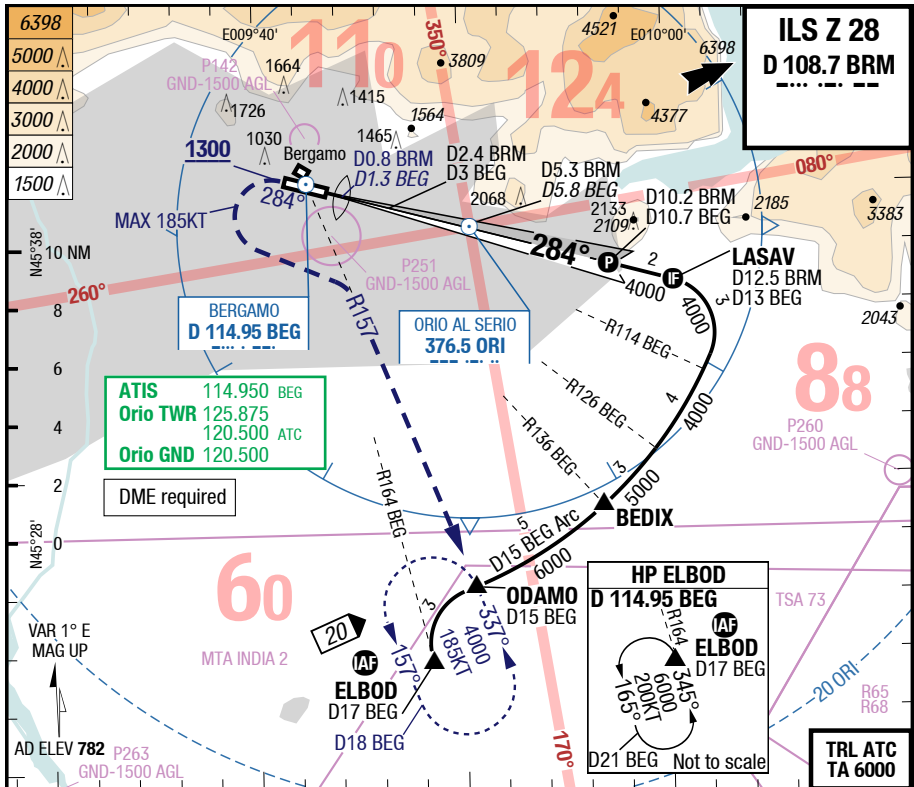 6398
5000
4000
3000
2000
1500
E009°40'
350°
E010°00'
4521
6398
3809
4377
110
124
P142
GND-1500 AGL
1664
1726
1415
1030
1465
1564
ILS Z 28
D 108.7 BRM
080°
1300
Bergamo
284°
D0.8 BRM
D1.3 BEG
D2.4 BRM
D3 BEG
D5.3 BRM
D5.8 BEG
2068
2133
2109
D10.2 BRM
D10.7 BEG
2185
3383
MAX 185KT
284°
P
2
IF
LASAV
D12.5 BRM
D13 BEG
4000
4000
3
N45°38'
10 NM
8
6
4
2
0
N45°28'
P251
GND-1500 AGL
260°
R157
BERGAMO
D 114.95 BEG
ORIO AL SERIO
376.5 ORI
2043
R114 BEG
R126 BEG
R136 BEG
4
4000
88
P260
GND-1500 AGL
ATIS 114.950 BEG
Orio TWR 125.875
120.500 ATC
Orio GND 120.500
DME required
R164 BEG
3
5000
BEDIX
5
D15 BEG Arc
6000
60
MTA INDIA 2
ODAMO
D15 BEG
3
20
IAF
ELBOD
D17 BEG
157°
337°
4000
185KT
D18 BEG
170°
HP ELBOD
D 114.95 BEG
R164
IAF
ELBOD
D17 BEG
345°
6000
200KT
165°
D21 BEG
Not to scale
TSA 73
20 ORI
R65
R68
VAR 1° E
MAG UP
AD ELEV 782
P263
GND-1500 AGL
TRL ATC
TA 6000